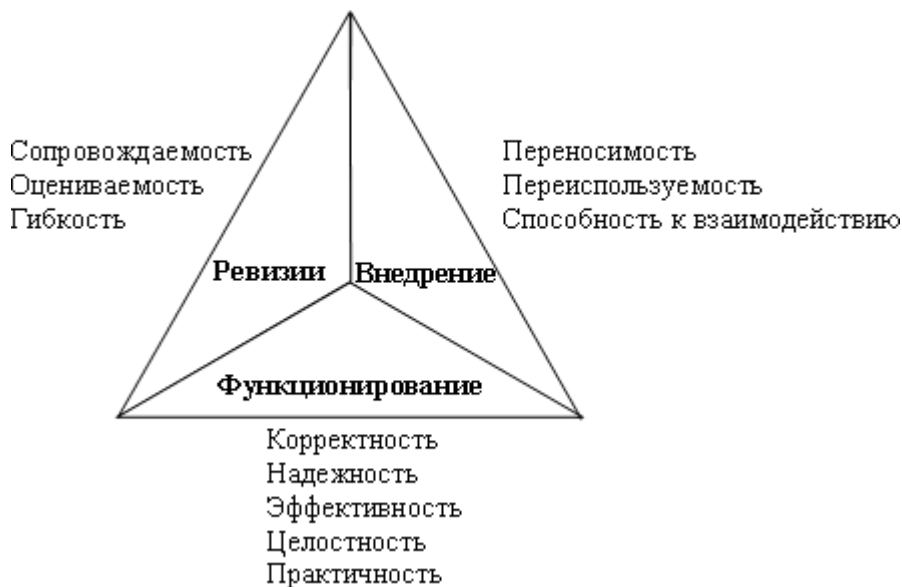 Сопровождаемость
Оцениваемость
Гибкость
Переносимость
Переиспользуемость
Способность к взаимодействию
Ревизии
Внедрение
Функционирование
Корректность
Надежность
Эффективность
Целостность
Практичность